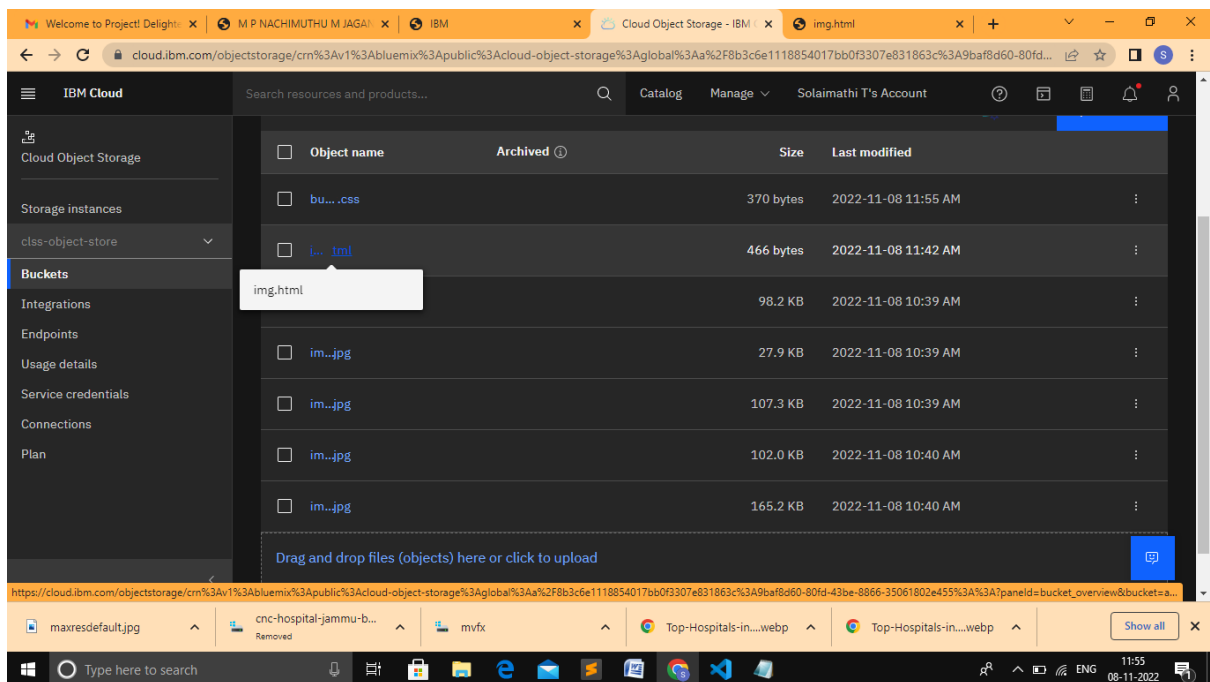 Welcome to Project! Delight
M P NACHIMUTHU M JAGAN
IBM
Cloud Object Storage - IBM C
img.html
cloud.ibm.com/objectstorage/crn%3Av1%3Abluemix%3Apublic%3Acloud-object-storage%3Aglobal%3Aa%2F8b3c6e1118854017bb0f3307e831863c%3A9baf8d60-80fd...
S
IBM Cloud
Search resources and products...
Catalog
Manage
Solaimathi T's Account
Cloud Object Storage
Storage instances
clss-object-store
Buckets
Integrations
Endpoints
Usage details
Service credentials
Connections
Plan
Object name Archived Size Last modified
bu... .css 370 bytes 2022-11-08 11:55 AM
i... tml 466 bytes 2022-11-08 11:42 AM
img.html
98.2 KB 2022-11-08 10:39 AM
im...jpg 27.9 KB 2022-11-08 10:39 AM
im...jpg 107.3 KB 2022-11-08 10:39 AM
im...jpg 102.0 KB 2022-11-08 10:40 AM
im...jpg 165.2 KB 2022-11-08 10:40 AM
Drag and drop files (objects) here or click to upload
https://cloud.ibm.com/objectstorage/crn%3Av1%3Abluemix%3Apublic%3Acloud-object-storage%3Aglobal%3Aa%2F8b3c6e1118854017bb0f3307e831863c%3A9baf8d60-80fd-43be-8866-35061802e455%3A%3A?paneId=bucket_overview&bucket=a...
maxresdefault.jpg
cnc-hospital-jammu-b...
Removed
mvfx
Top-Hospitals-in....webp
Top-Hospitals-in....webp
Show all
Type here to search
ENG
11:55
08-11-2022
1